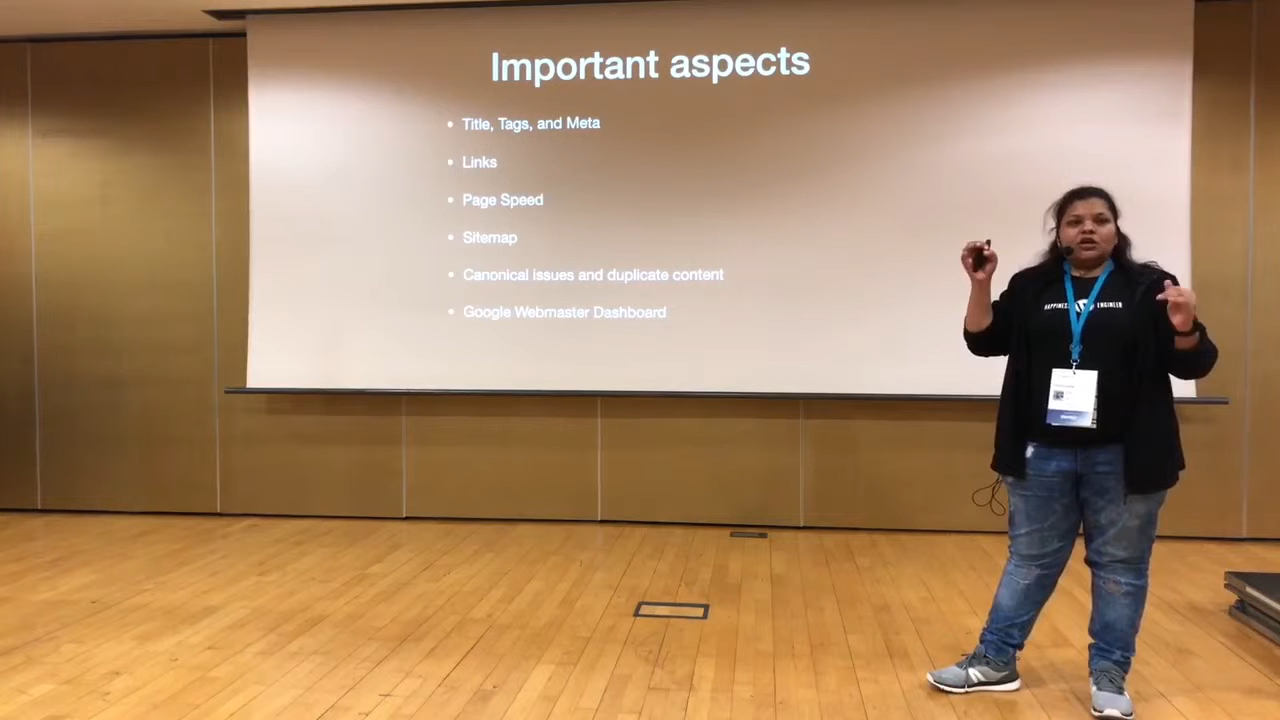 Important aspects
• Title, Tags, and Meta
• Links
• Page Speed
• Sitemap
• Canonical issues and duplicate content
• Google Webmaster Dashboard
HAPPINESS ENGINEER